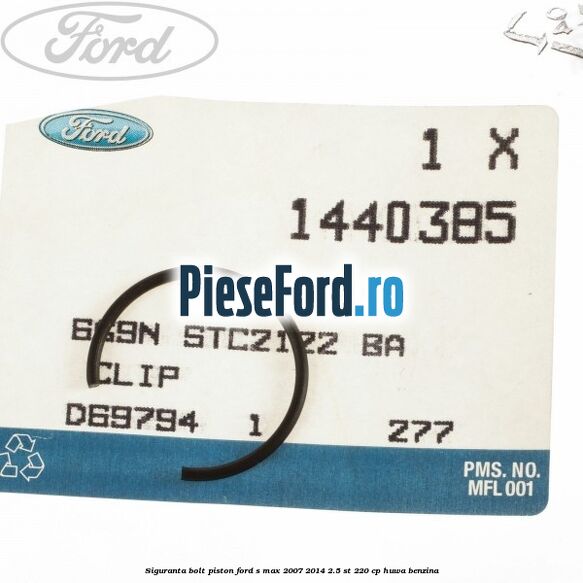 Ford
Ford
1 X
1440385
PieseFord.ro
6G9N STC2122 BA
CLIP
D69794 1 277
PMS. NO.
MFL 001
Siguranta bolt piston ford s max 2007 2014 2.5 st 220 cp huwa benzina